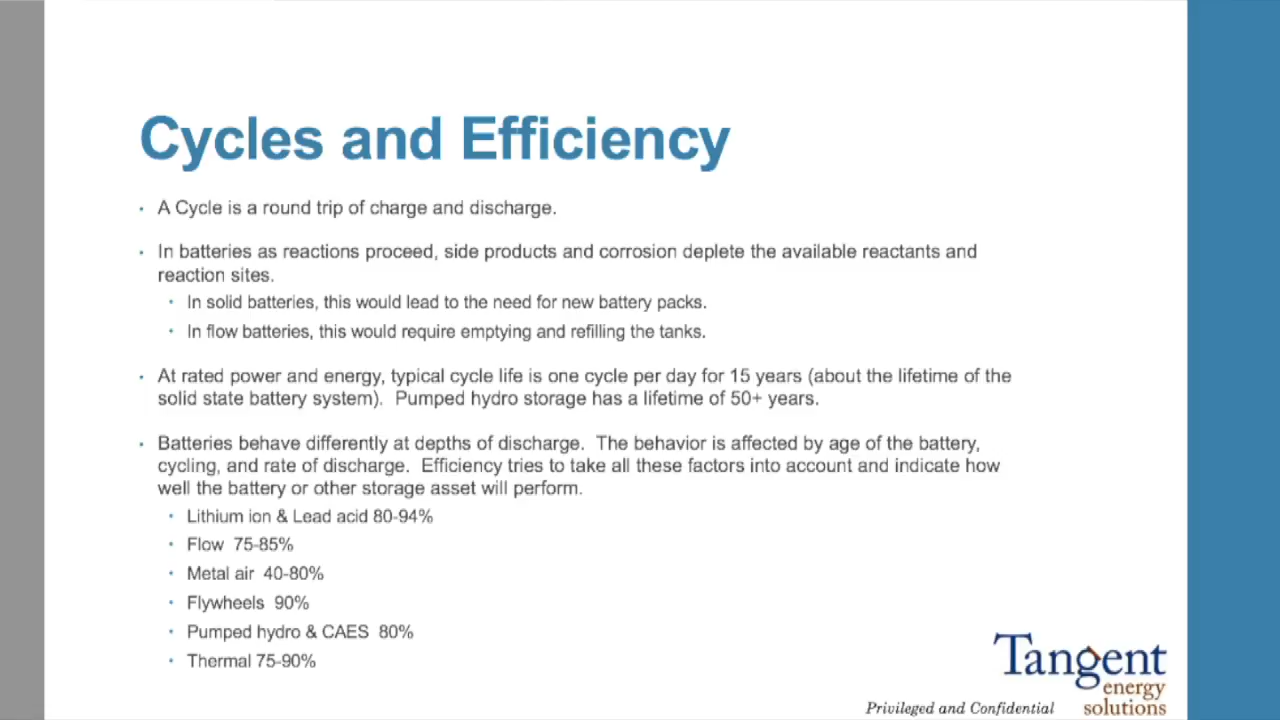 Cycles and Efficiency
• A Cycle is a round trip of charge and discharge.
• In batteries as reactions proceed, side products and corrosion deplete the available reactants and
reaction sites.
• In solid batteries, this would lead to the need for new battery packs.
• In flow batteries, this would require emptying and refilling the tanks.
• At rated power and energy, typical cycle life is one cycle per day for 15 years (about the lifetime of the
solid state battery system).  Pumped hydro storage has a lifetime of 50+ years.
• Batteries behave differently at depths of discharge.  The behavior is affected by age of the battery,
cycling, and rate of discharge.  Efficiency tries to take all these factors into account and indicate how
well the battery or other storage asset will perform.
• Lithium ion & Lead acid 80-94%
• Flow  75-85%
• Metal air  40-80%
• Flywheels  90%
• Pumped hydro & CAES  80%
• Thermal 75-90%
Tangent
energy
solutions
Privileged and Confidential